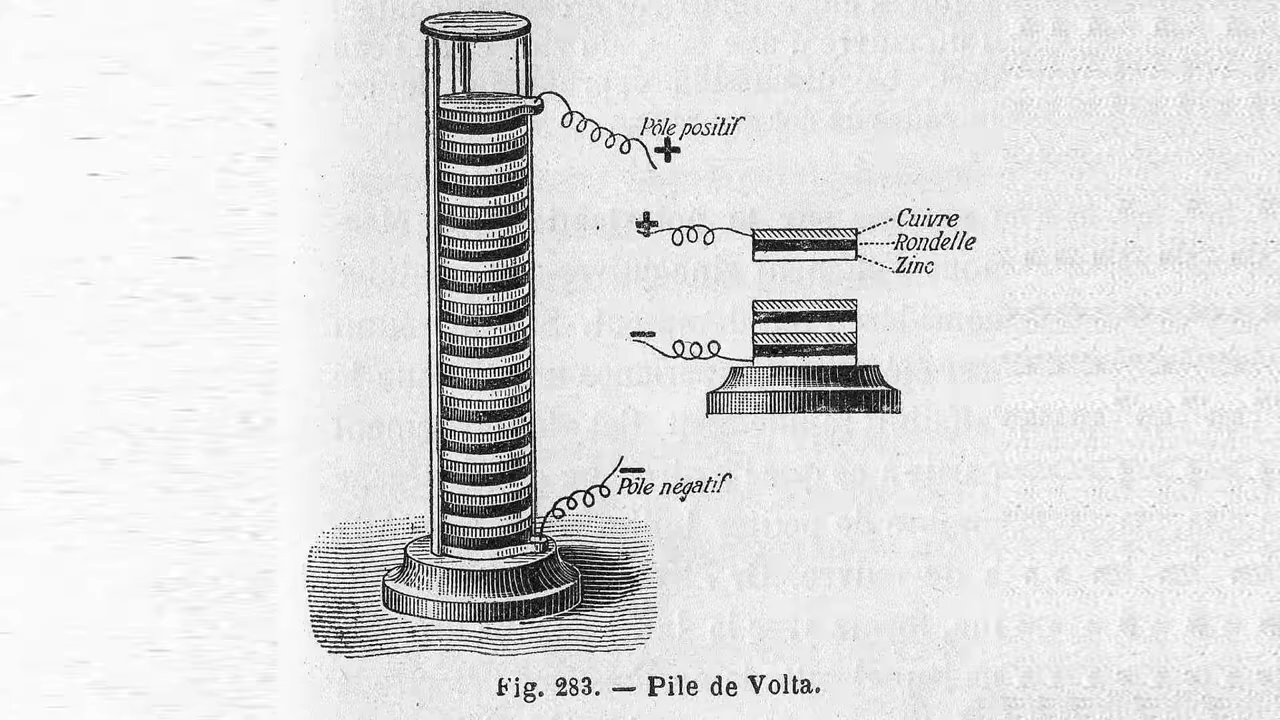 Pôle positif
+
+
Cuivre
Rondelle
Zinc
−
−
Pôle négatif
Fig. 283. — Pile de Volta.